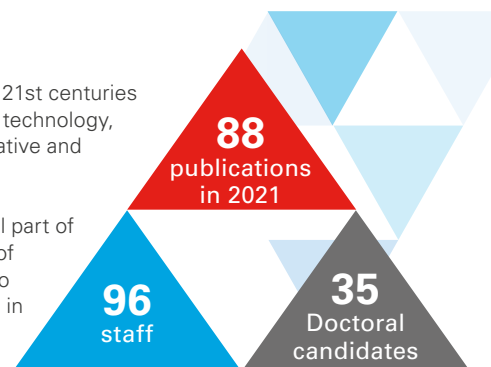 21st centuries
technology,
ative and
88
publications
in 2021
l part of
of
o
in
96
staff
35
Doctoral
candidates